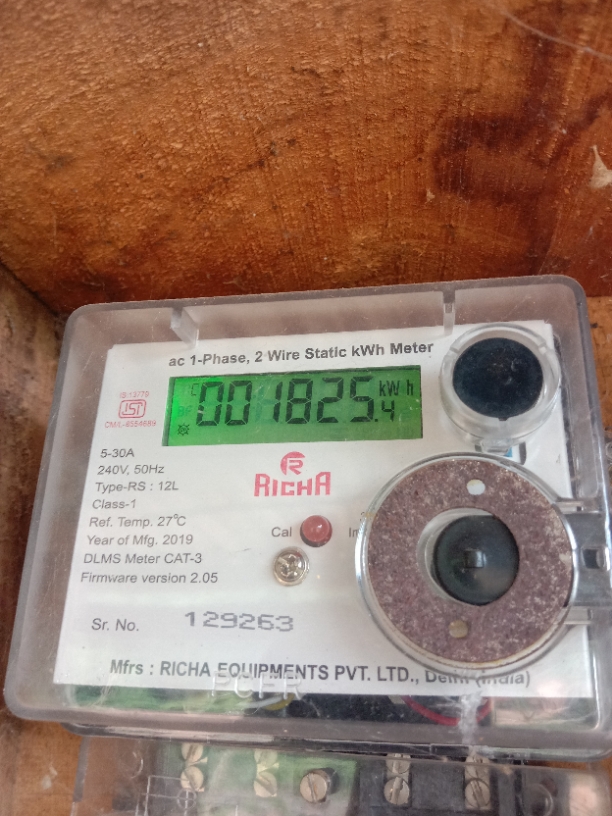 ac 1-Phase, 2 Wire Static kWh Meter
001825.4 kWh
IS:13779
ISI
CM/L-8554689
5-30A
240V, 50Hz
Type-RS : 12L
Class-1
Ref. Temp. 27°C
Year of Mfg. 2019
DLMS Meter CAT-3
Firmware version 2.05
R
RICHA
Cal
Sr. No. 129263
Mfrs : RICHA EQUIPMENTS PVT. LTD., Delhi (India)